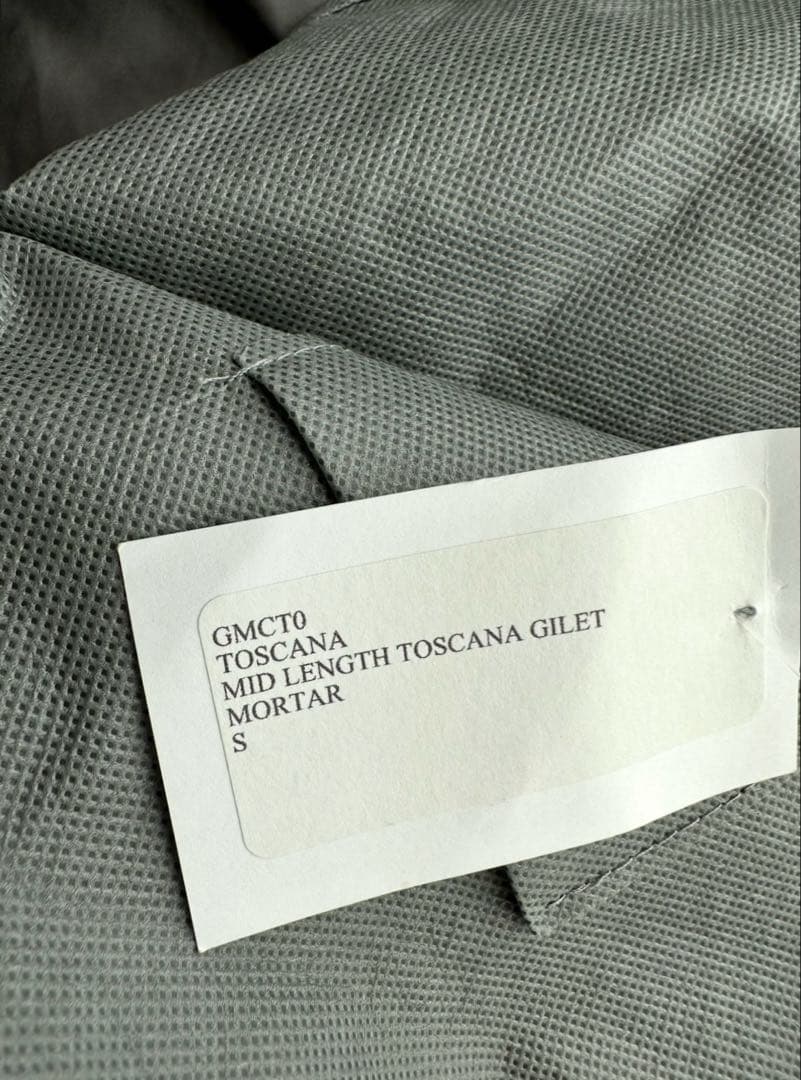 GMCT0
TOSCANA
MID LENGTH TOSCANA GILET
MORTAR
S